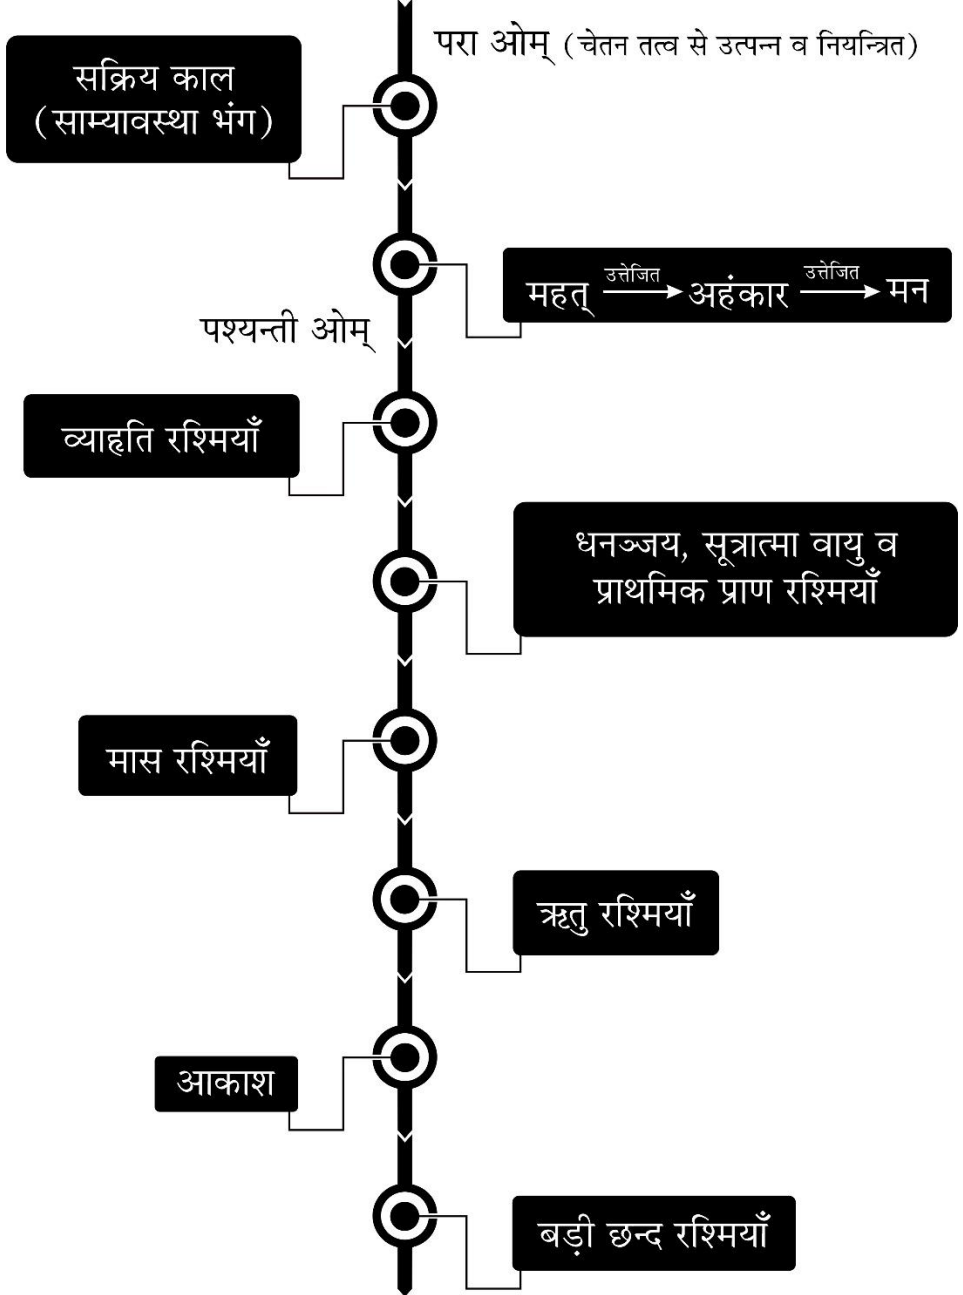 परा ओम् (चेतन तत्व से उत्पन्न व नियन्त्रित)
सक्रिय काल
(साम्यावस्था भंग)
महत् उत्तेजित अहंकार उत्तेजित मन
पश्यन्ती ओम्
व्याहृति रश्मियाँ
धनञ्जय, सूत्रात्मा वायु व
प्राथमिक प्राण रश्मियाँ
मास रश्मियाँ
ऋतु रश्मियाँ
आकाश
बड़ी छन्द रश्मियाँ